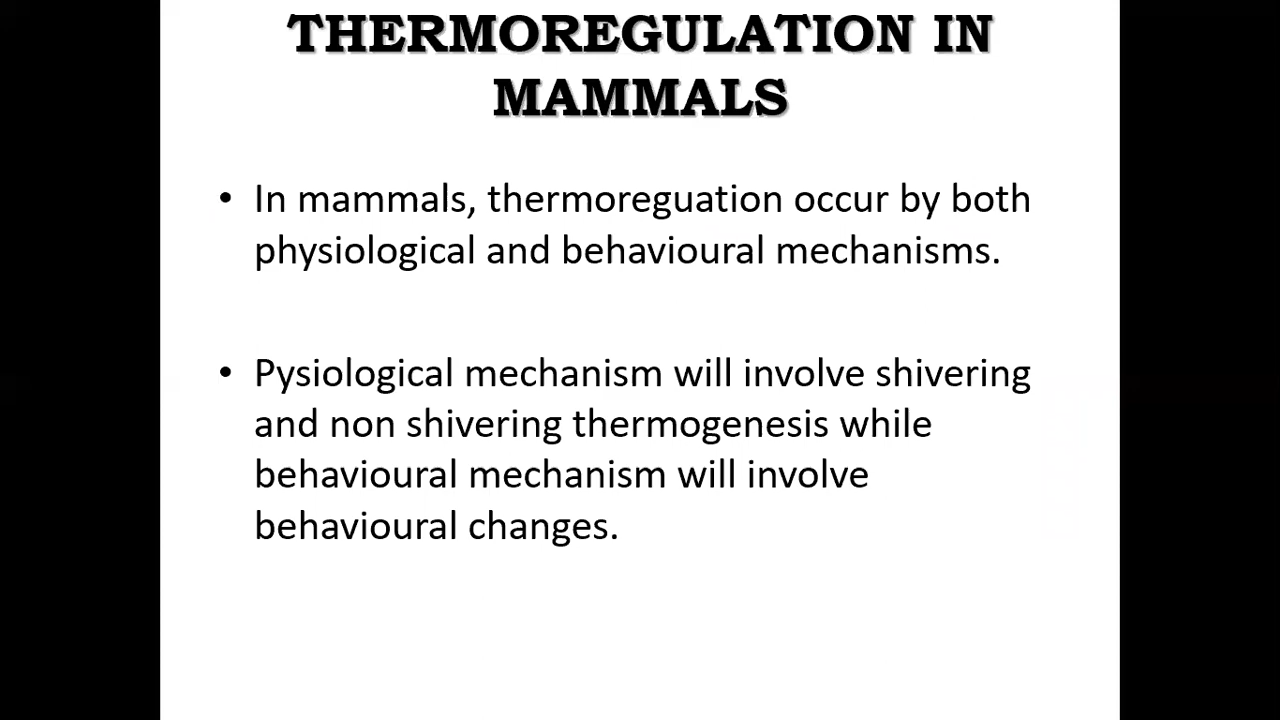 THERMOREGULATION IN
MAMMALS
• In mammals, thermoreguation occur by both
physiological and behavioural mechanisms.
• Pysiological mechanism will involve shivering
and non shivering thermogenesis while
behavioural mechanism will involve
behavioural changes.